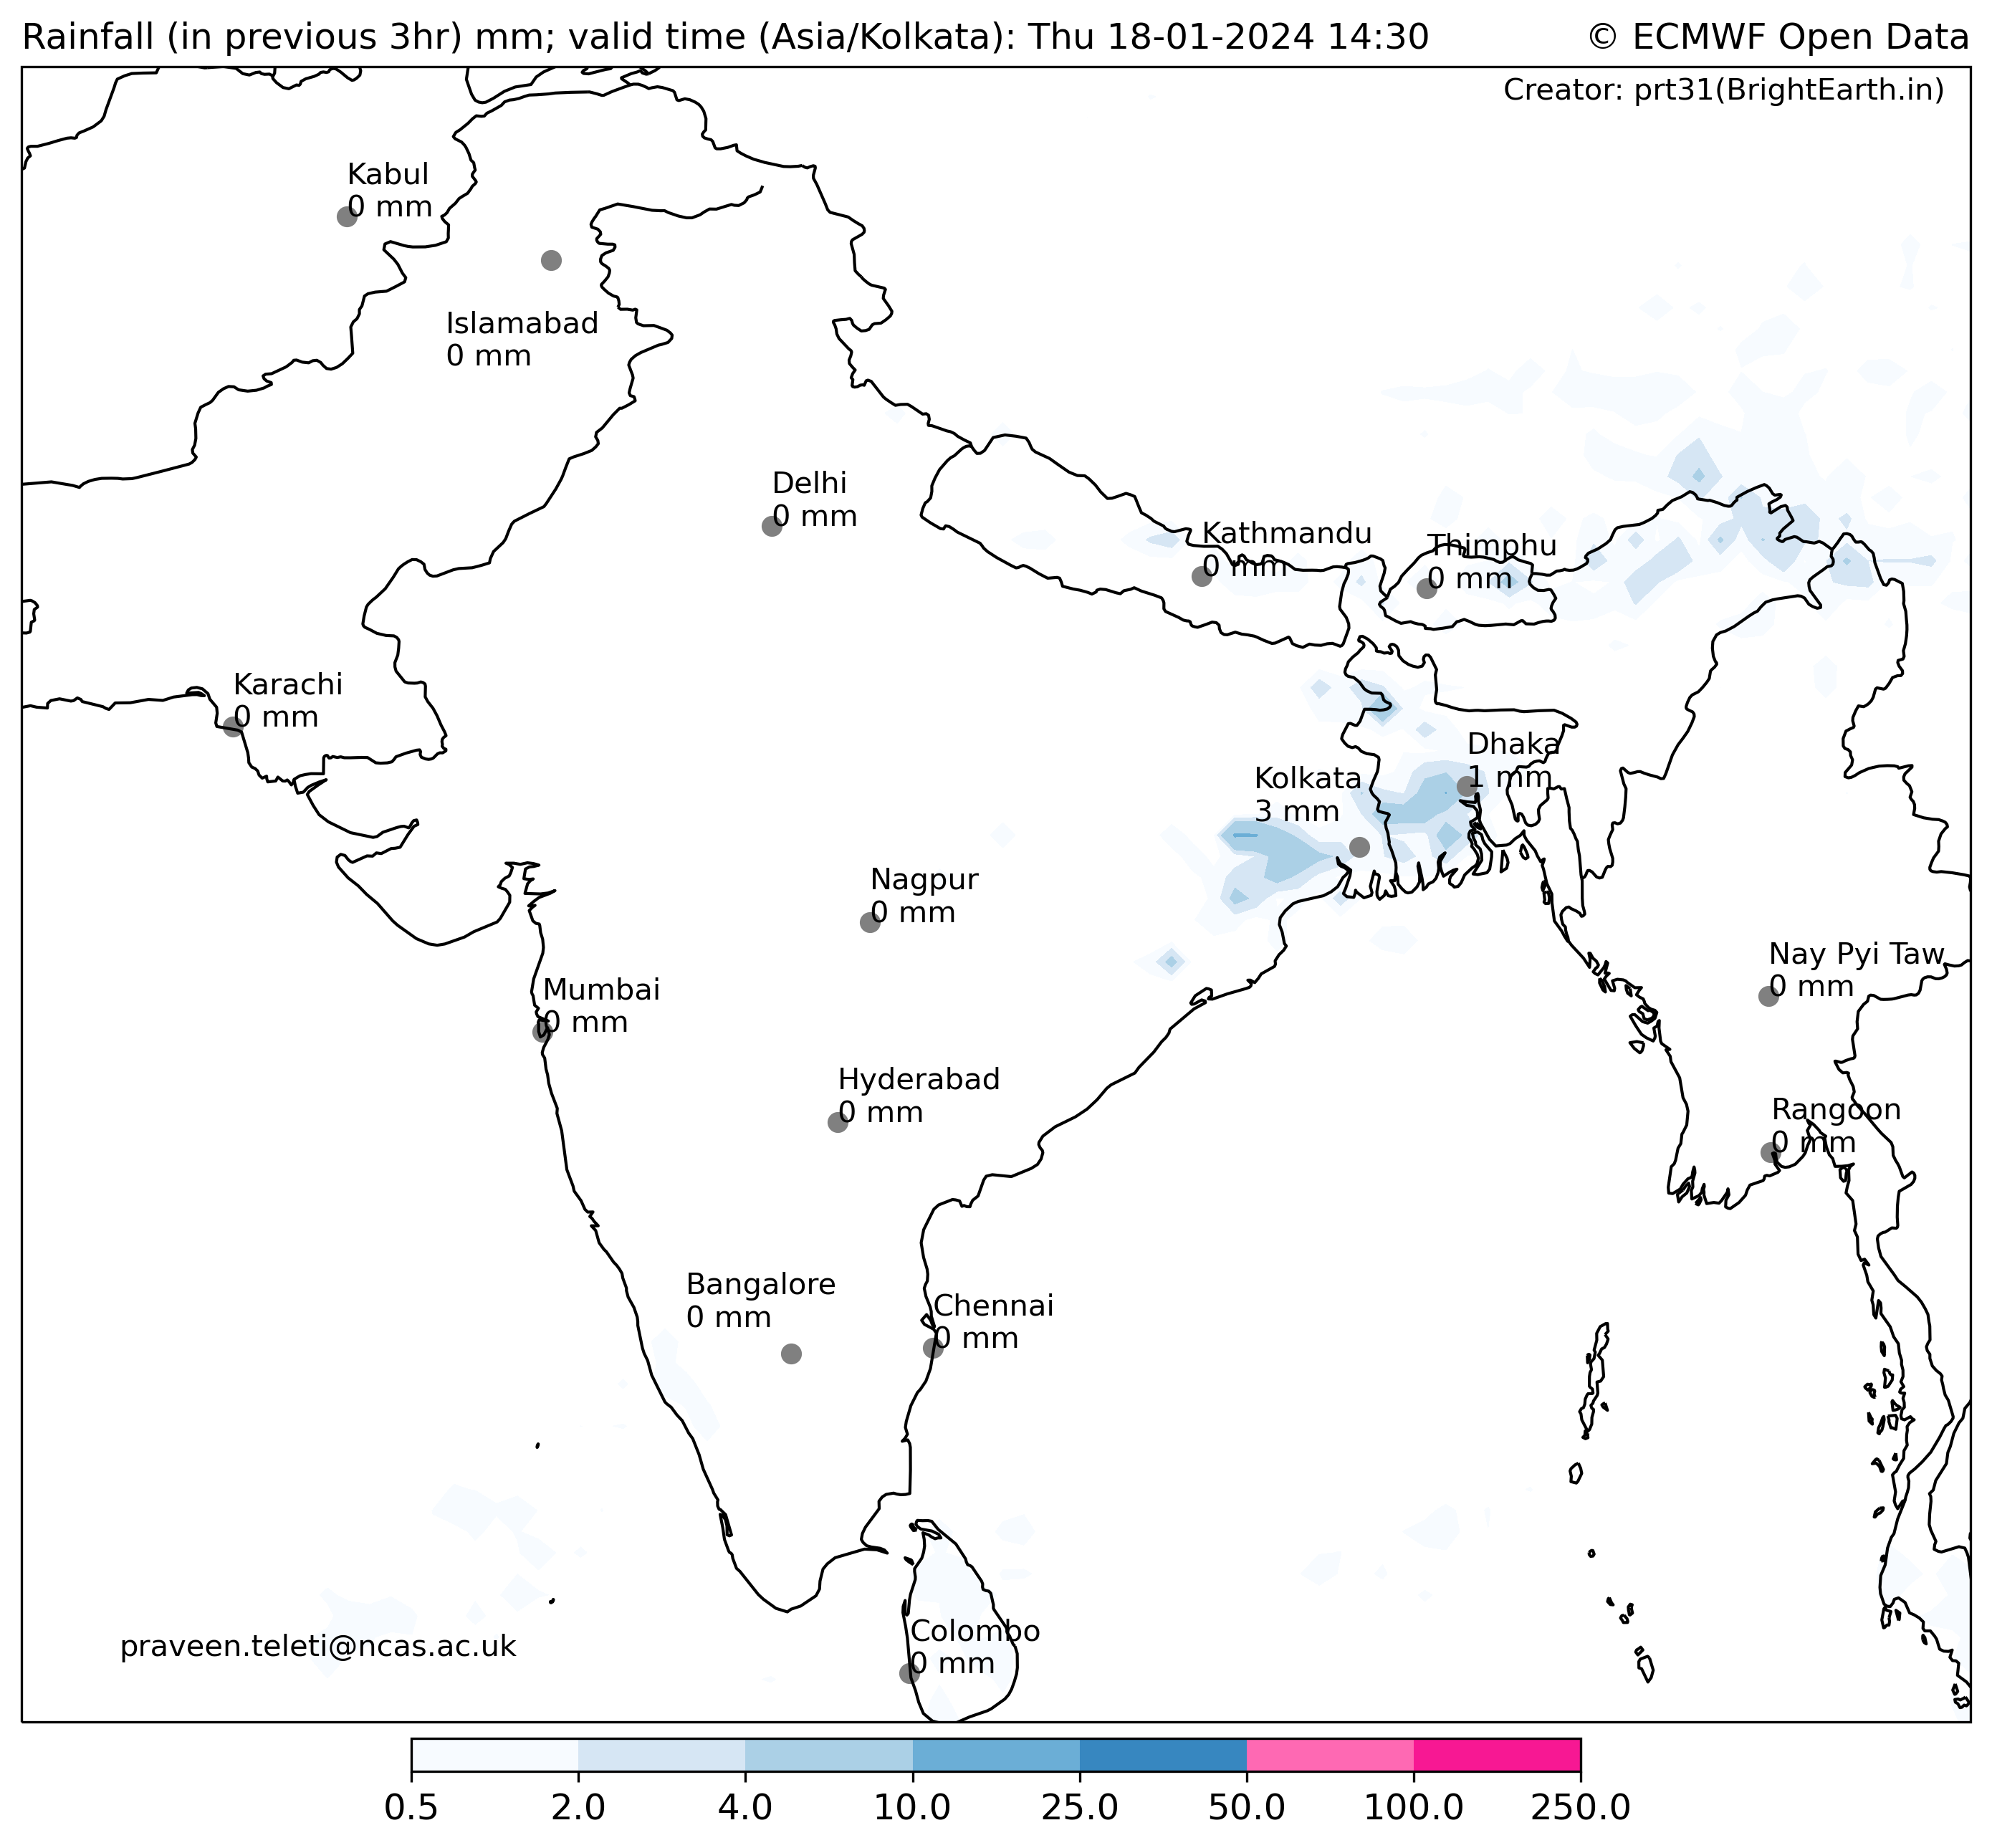 Rainfall (in previous 3hr) mm; valid time (Asia/Kolkata): Thu 18-01-2024 14:30
© ECMWF Open Data
Creator: prt31(BrightEarth.in)
Kabul
0 mm
Islamabad
0 mm
Delhi
0 mm
Kathmandu
0 mm
Thimphu
0 mm
Karachi
0 mm
Dhaka
1 mm
Kolkata
3 mm
Nagpur
0 mm
Nay Pyi Taw
0 mm
Mumbai
0 mm
Hyderabad
0 mm
Rangoon
0 mm
Bangalore
0 mm
Chennai
0 mm
Colombo
0 mm
praveen.teleti@ncas.ac.uk
0.5 2.0 4.0 10.0 25.0 50.0 100.0 250.0